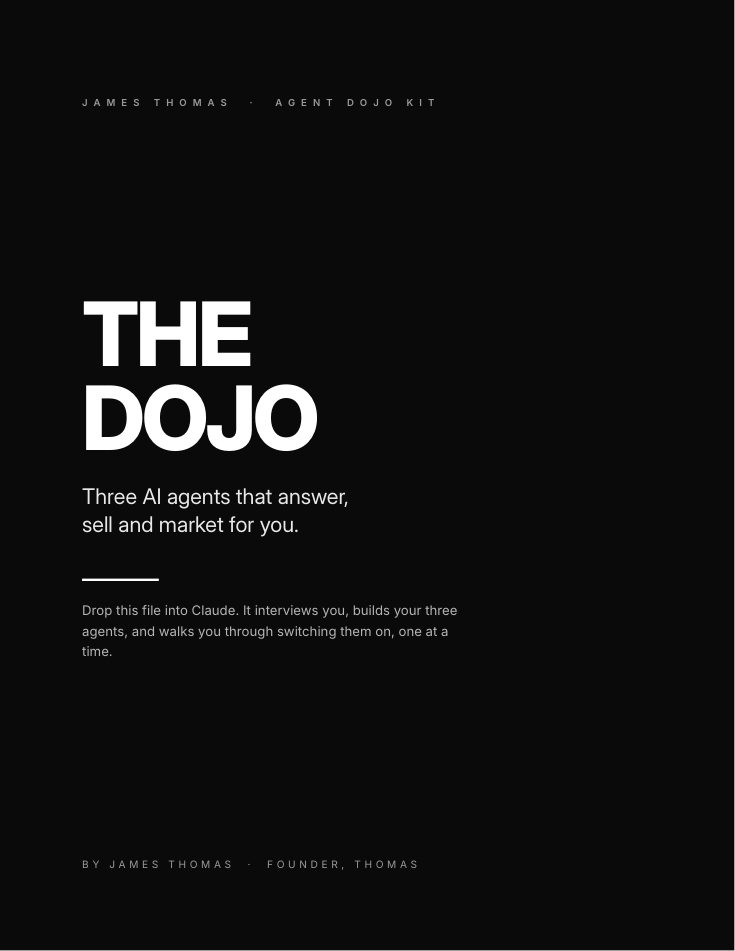 JAMES THOMAS · AGENT DOJO KIT
THE
DOJO
Three AI agents that answer,
sell and market for you.
Drop this file into Claude. It interviews you, builds your three
agents, and walks you through switching them on, one at a
time.
BY JAMES THOMAS · FOUNDER, THOMAS